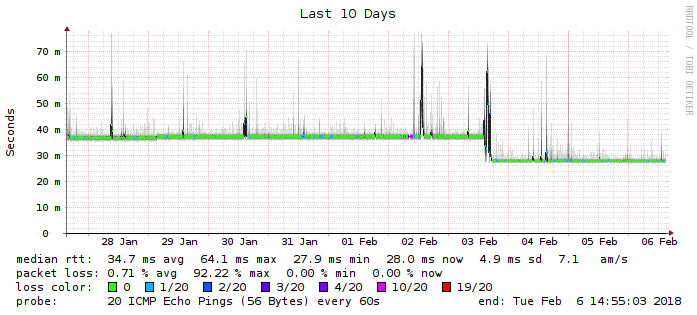 Last 10 Days
RRDTOOL / TOBI OETIKER
Seconds
70 m
60 m
50 m
40 m
30 m
20 m
10 m
0
28 Jan 29 Jan 30 Jan 31 Jan 01 Feb 02 Feb 03 Feb 04 Feb 05 Feb 06 Feb
median rtt: 34.7 ms avg 64.1 ms max 27.9 ms min 28.0 ms now 4.9 ms sd 7.1 am/s
packet loss: 0.71 % avg 92.22 % max 0.00 % min 0.00 % now
loss color: 0 1/20 2/20 3/20 4/20 10/20 19/20
probe: 20 ICMP Echo Pings (56 Bytes) every 60s end: Tue Feb 6 14:55:03 2018